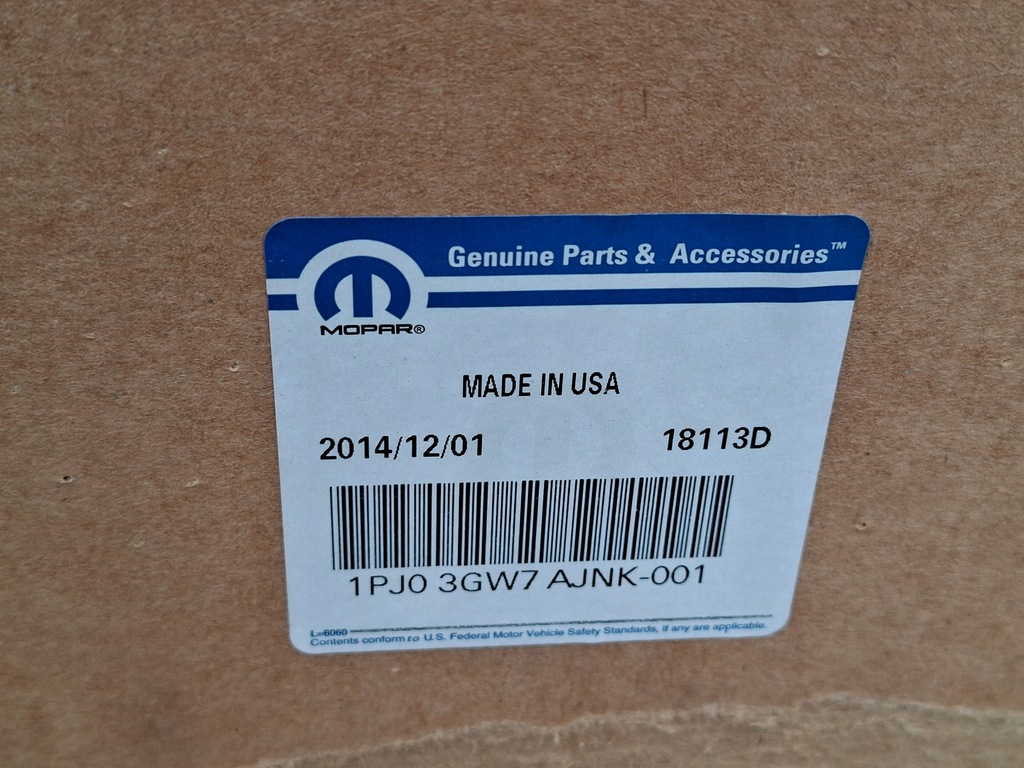 Genuine Parts & Accessories™
MOPAR®
MADE IN USA
2014/12/01 18113D
1PJ0 3GW7 AJNK-001
L=6060
Contents conform to U.S. Federal Motor Vehicle Safety Standards, if any are applicable.